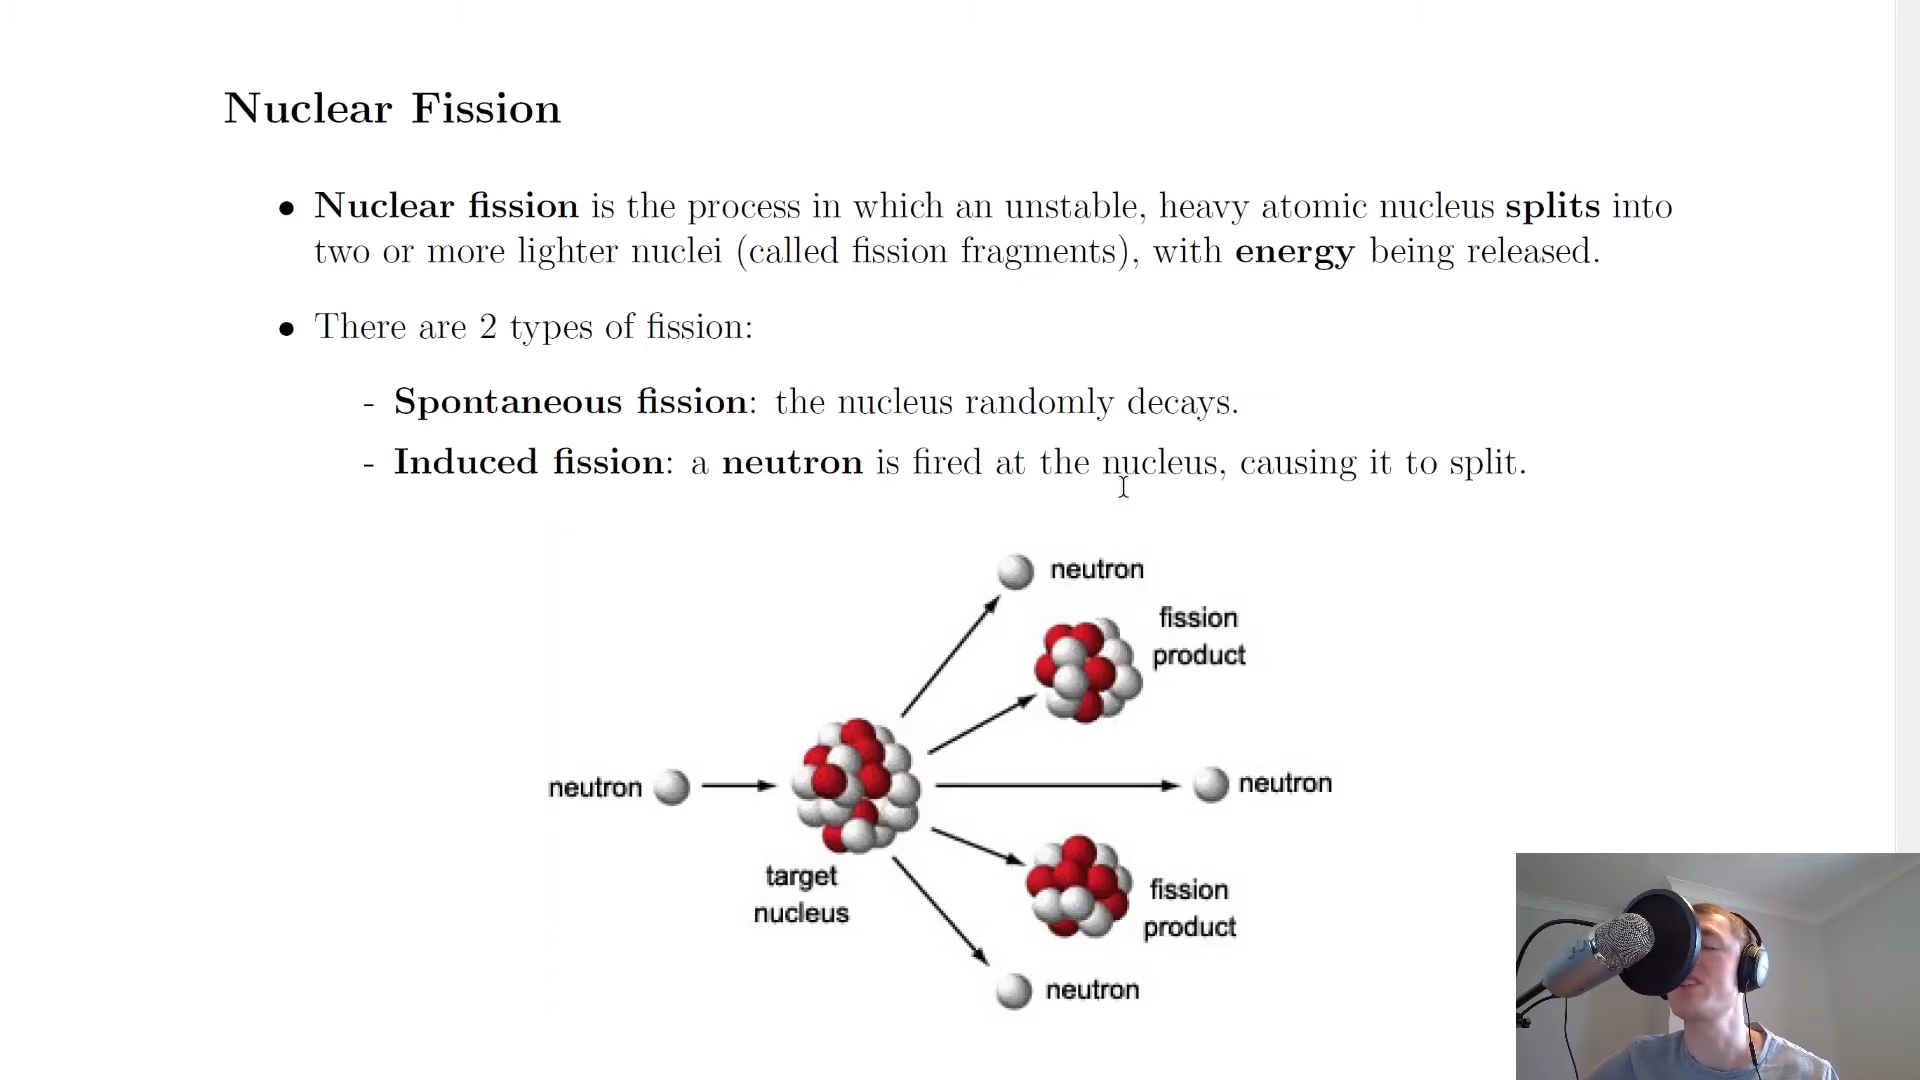 Nuclear Fission
• Nuclear fission is the process in which an unstable, heavy atomic nucleus splits into
two or more lighter nuclei (called fission fragments), with energy being released.
• There are 2 types of fission:
- Spontaneous fission: the nucleus randomly decays.
- Induced fission: a neutron is fired at the nucleus, causing it to split.
neutron
fission
product
neutron
neutron
target
nucleus
fission
product
neutron